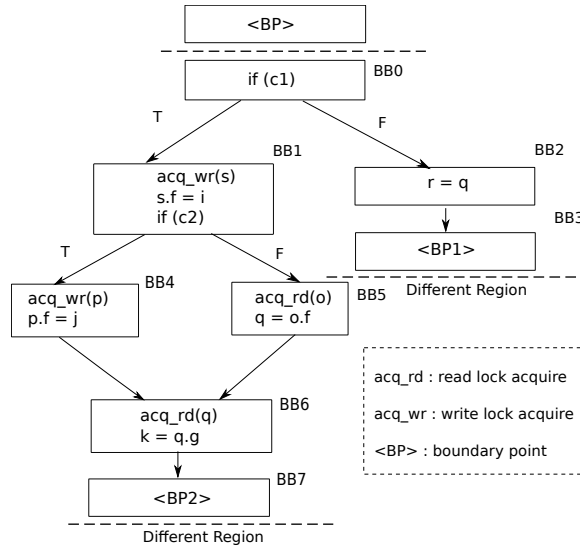 <BP>
BB0
if (c1)
T
F
BB1
BB2
acq_wr(s)
s.f = i
if (c2)
r = q
BB3
<BP1>
T
F
Different Region
BB4
BB5
acq_wr(p)
p.f = j
acq_rd(o)
q = o.f
acq_rd : read lock acquire
acq_wr : write lock acquire
<BP> : boundary point
BB6
acq_rd(q)
k = q.g
BB7
<BP2>
Different Region